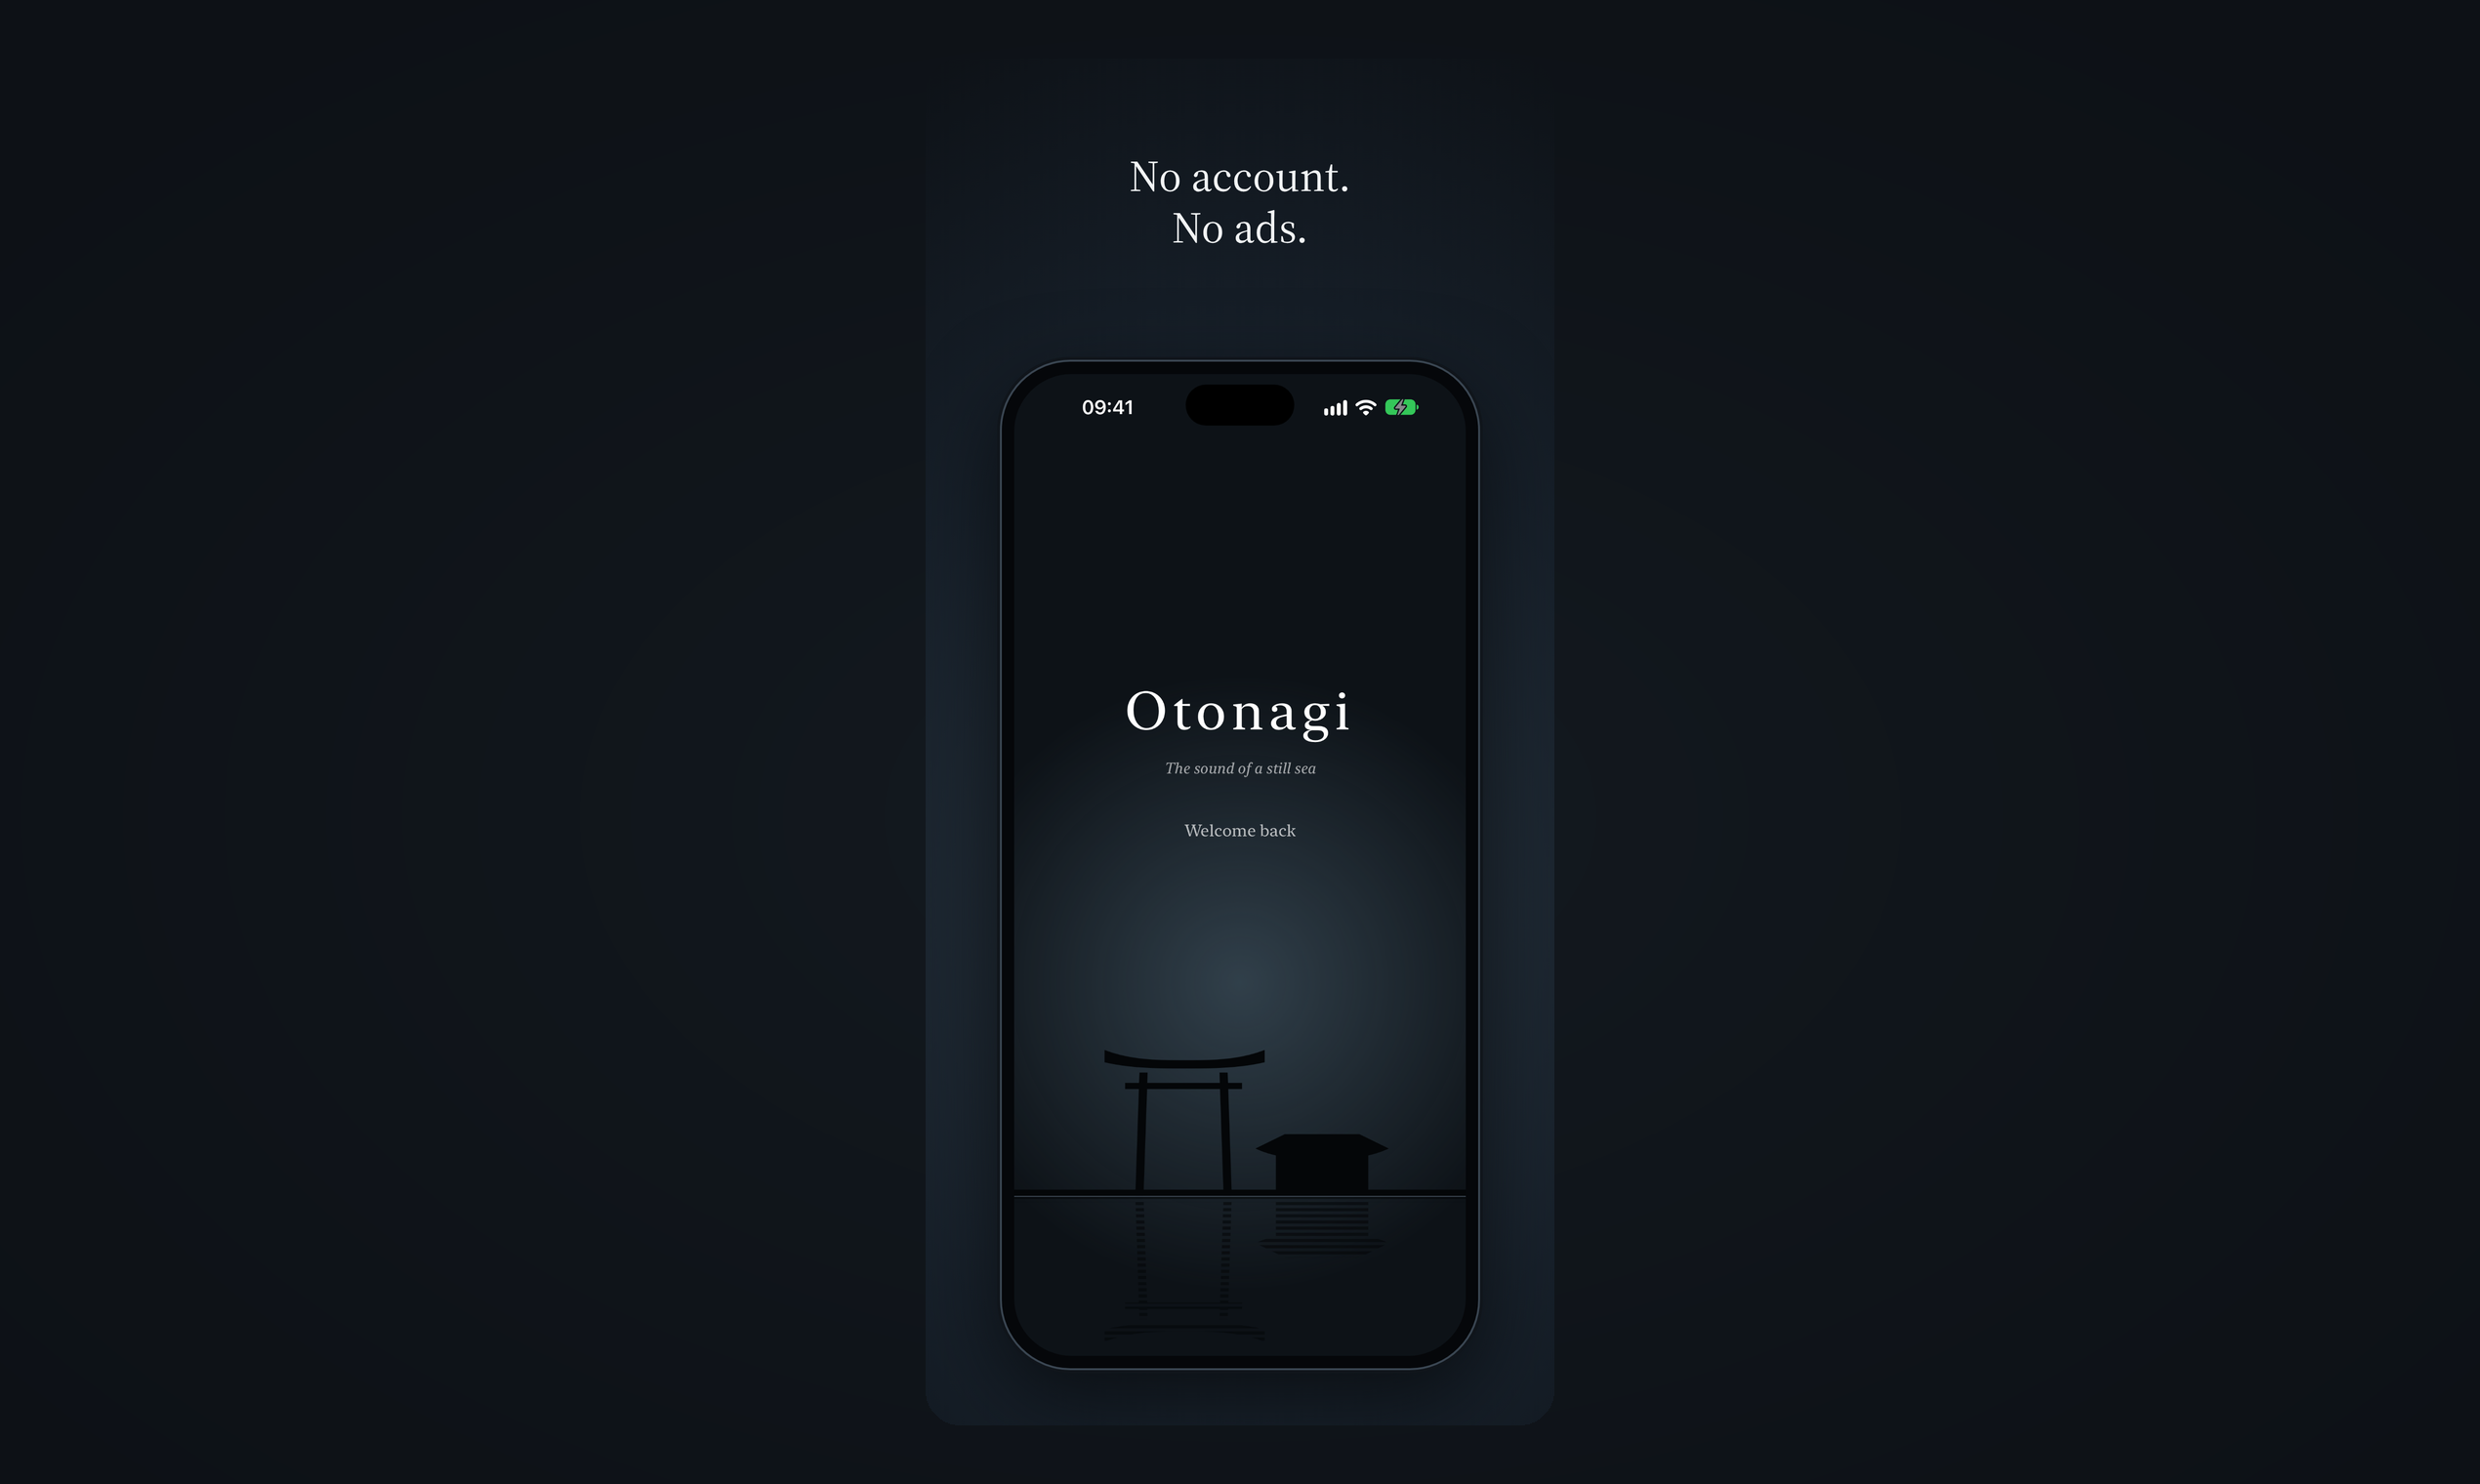 No account.
No ads.
09:41
Otonagi
The sound of a still sea
Welcome back